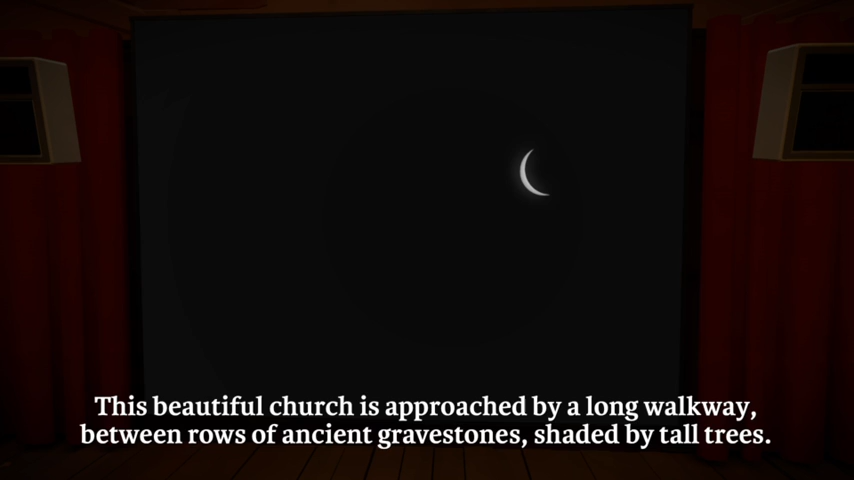 This beautiful church is approached by a long walkway,
between rows of ancient gravestones, shaded by tall trees.